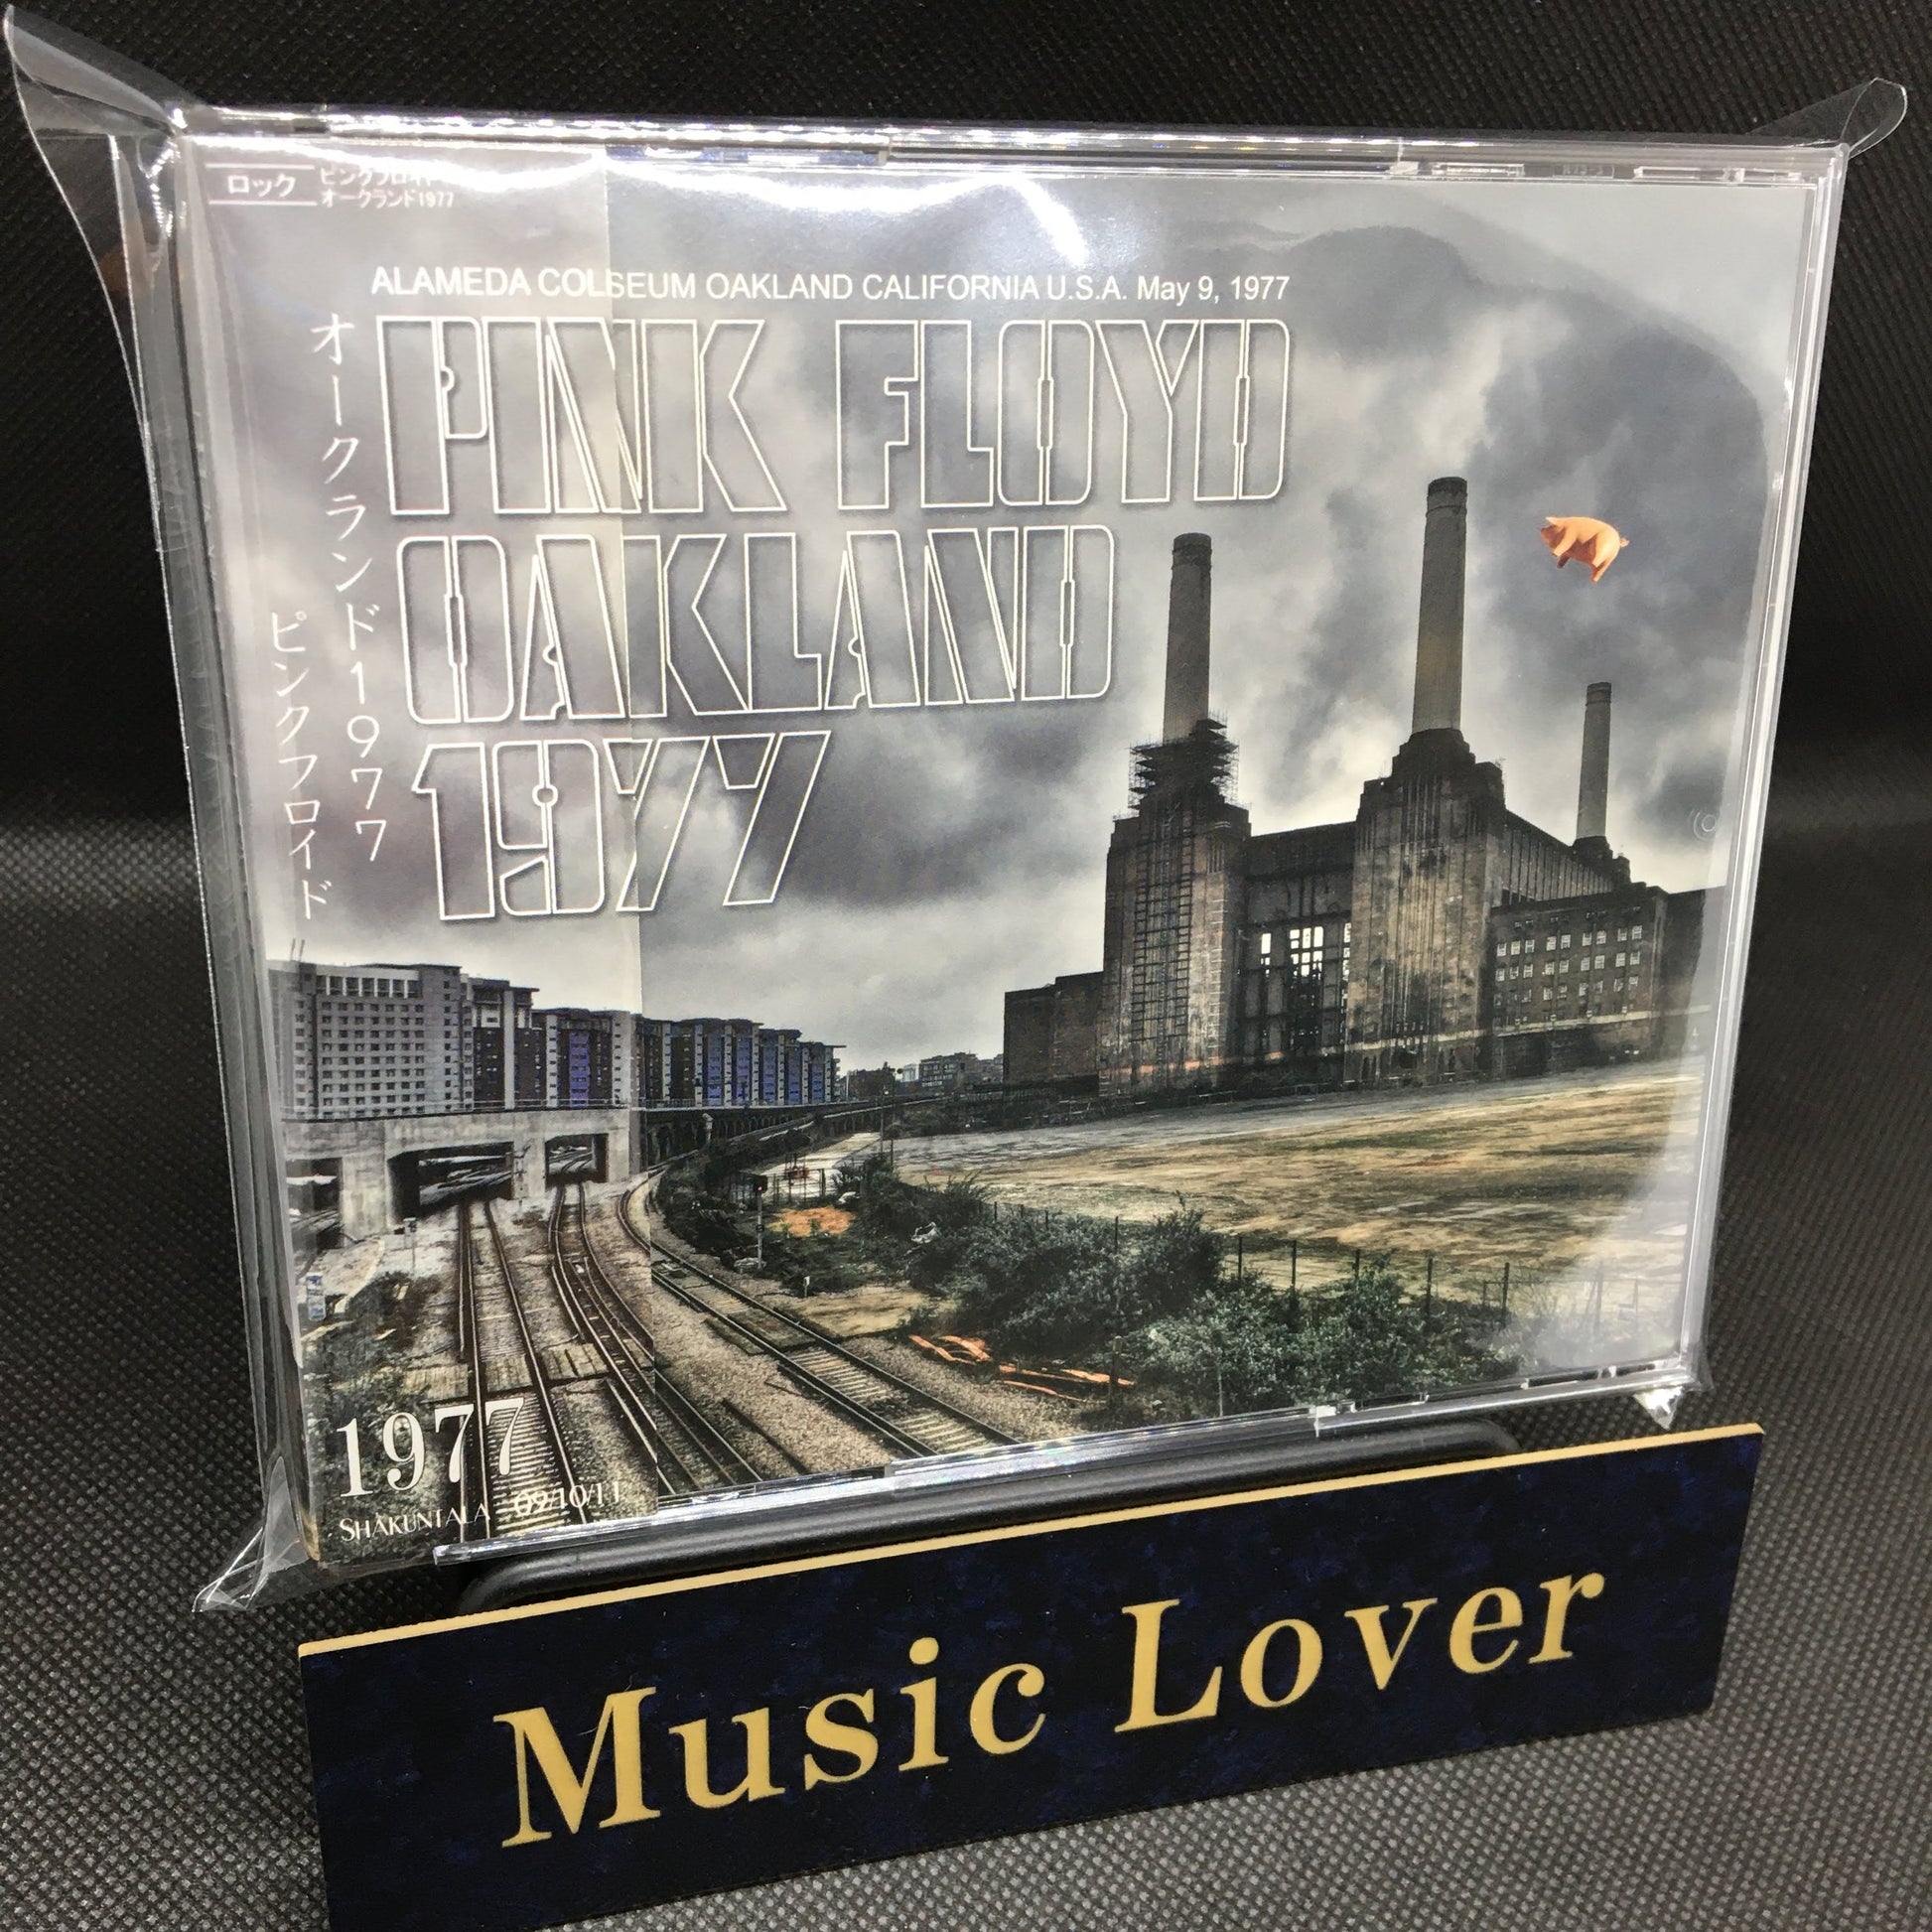 ロック
ピンクフロイド
オークランド1977
ALAMEDA COLSEUM OAKLAND CALIFORNIA U.S.A. May 9, 1977
PINK FLOYD
OAKLAND
1977
オークランド1977
ピンクフロイド
1977
SHAKUNTALA 09/10/11
Music Lover